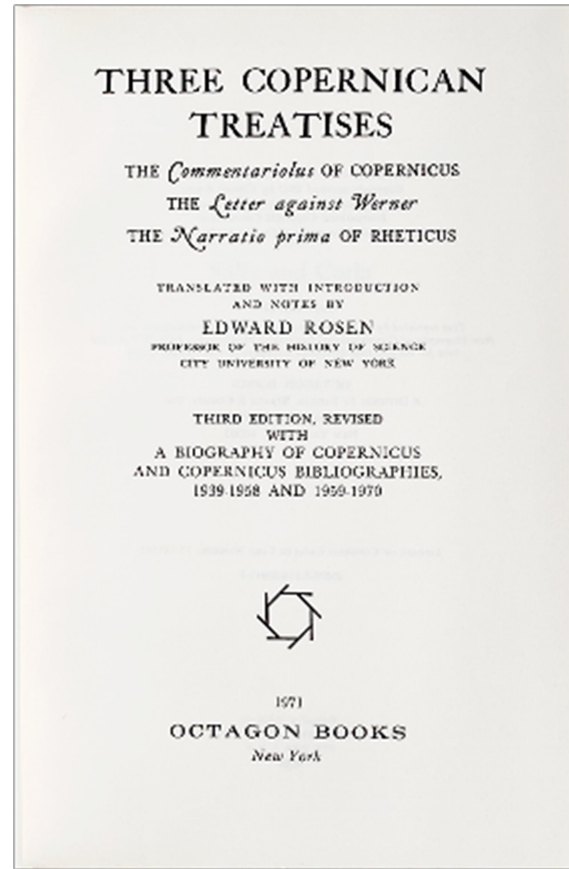 THREE COPERNICAN
TREATISES
THE Commentariolus OF COPERNICUS
THE Letter against Werner
THE Narratio prima OF RHETICUS
TRANSLATED WITH INTRODUCTION
AND NOTES BY
EDWARD ROSEN
PROFESSOR OF THE HISTORY OF SCIENCE
CITY UNIVERSITY OF NEW YORK
THIRD EDITION, REVISED
WITH
A BIOGRAPHY OF COPERNICUS
AND COPERNICUS BIBLIOGRAPHIES,
1939-1958 AND 1959-1970
1971
OCTAGON BOOKS
New York